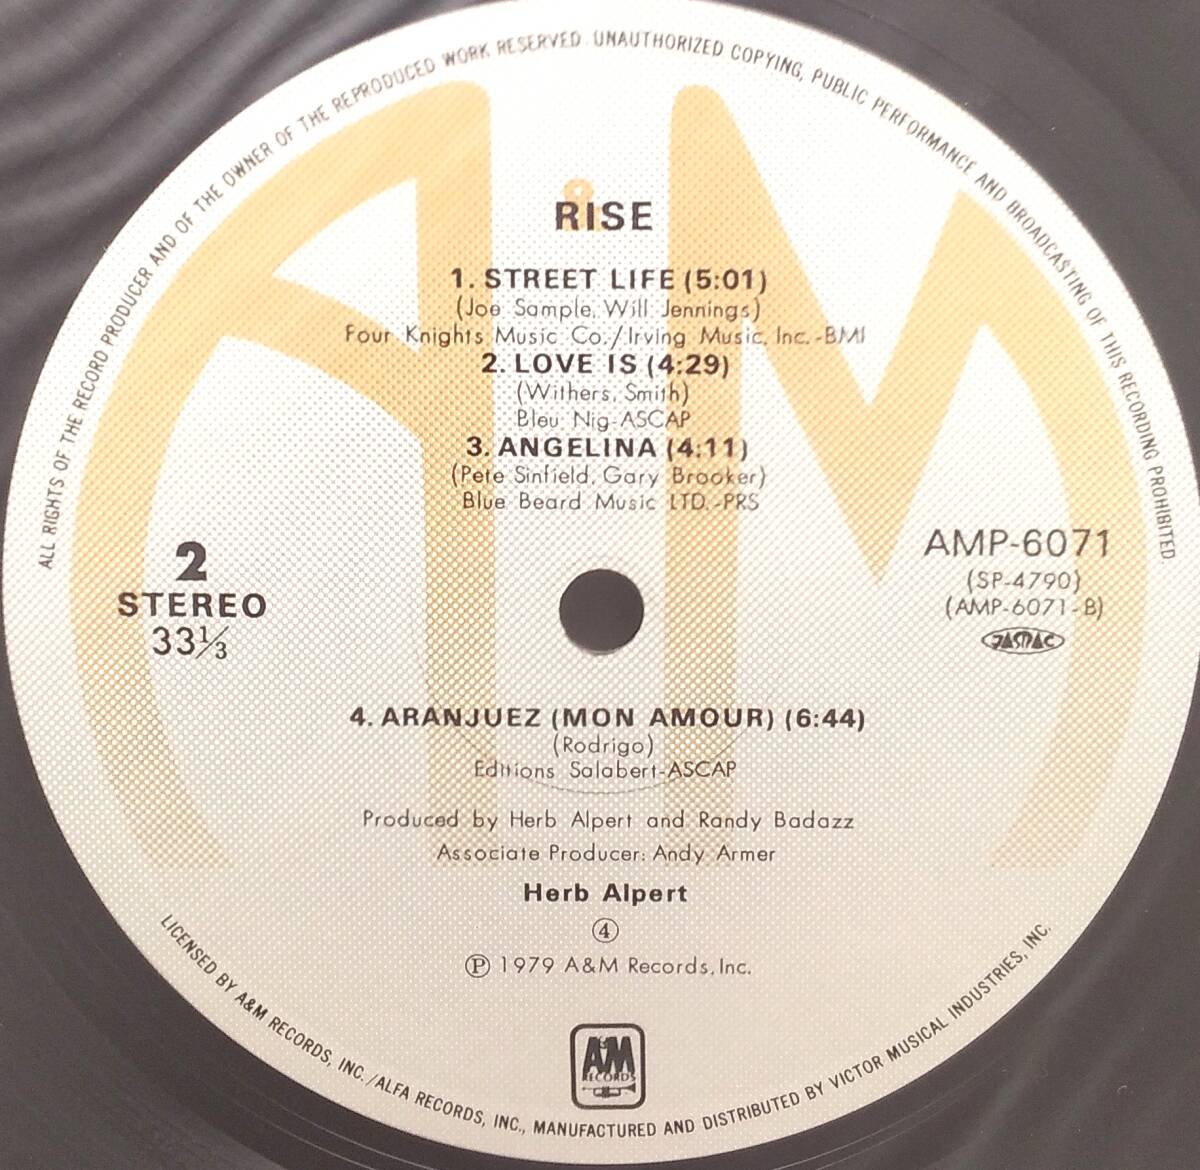 ALL RIGHTS OF THE RECORD PRODUCER AND OF THE OWNER OF THE REPRODUCED WORK RESERVED. UNAUTHORIZED COPYING, PUBLIC PERFORMANCE AND BROADCASTING OF THIS RECORDING PROHIBITED.
RISE
1. STREET LIFE (5:01)
(Joe Sample, Will Jennings)
Four Knights Music Co./Irving Music, Inc.-BMI
2. LOVE IS (4:29)
(Withers, Smith)
Bleu Nig-ASCAP
3. ANGELINA (4:11)
(Pete Sinfield, Gary Brooker)
Blue Beard Music LTD.-PRS
2
STEREO
33⅓
AMP-6071
(SP-4790)
(AMP-6071-B)
JASRAC
4. ARANJUEZ (MON AMOUR) (6:44)
(Rodrigo)
Editions Salabert-ASCAP
Produced by Herb Alpert and Randy Badazz
Associate Producer: Andy Armer
Herb Alpert
④
Ⓟ 1979 A&M Records, Inc.
A&M
RECORDS
LICENSED BY A&M RECORDS, INC./ALFA RECORDS, INC., MANUFACTURED AND DISTRIBUTED BY VICTOR MUSICAL INDUSTRIES, INC.